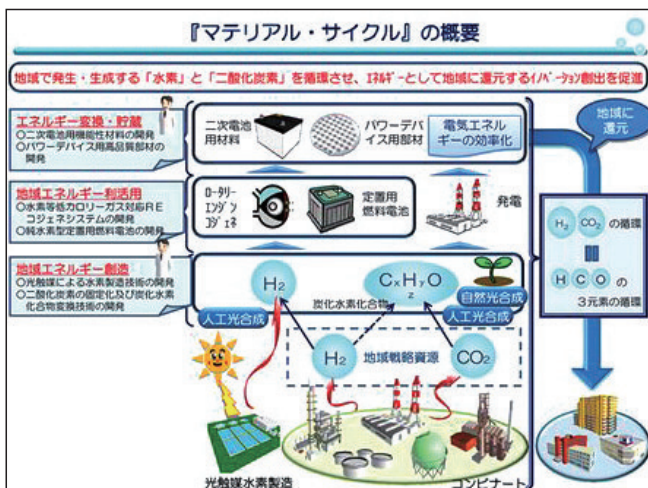 『マテリアル・サイクル』の概要
地域で発生・生成する「水素」と「二酸化炭素」を循環させ、エネルギーとして地域に還元するイノベーション創出を促進
エネルギー変換・貯蔵
○二次電池用機能性材料の開発
○パワーデバイス用高品質部材の
開発
二次電池
用材料
パワーデバ
イス用部材
電気エネル
ギーの効率化
地域に
還元
地域エネルギー利活用
○水素等低カロリーガス対応RE
コジェネシステムの開発
○純水素型定置用燃料電池の開発
ロータリー
エンジン
コジェネ
定置用
燃料電池
発電
地域エネルギー創造
○光触媒による水素製造技術の開発
○二酸化炭素の固定化及び炭化水素
化合物変換技術の開発
H2
CxHyO
z
炭化水素化合物
自然光合成
人工光合成
人工光合成
H2
地域戦略資源
CO2
H2 CO2 の循環
H C O の
3元素の循環
光触媒水素製造
コンビナート